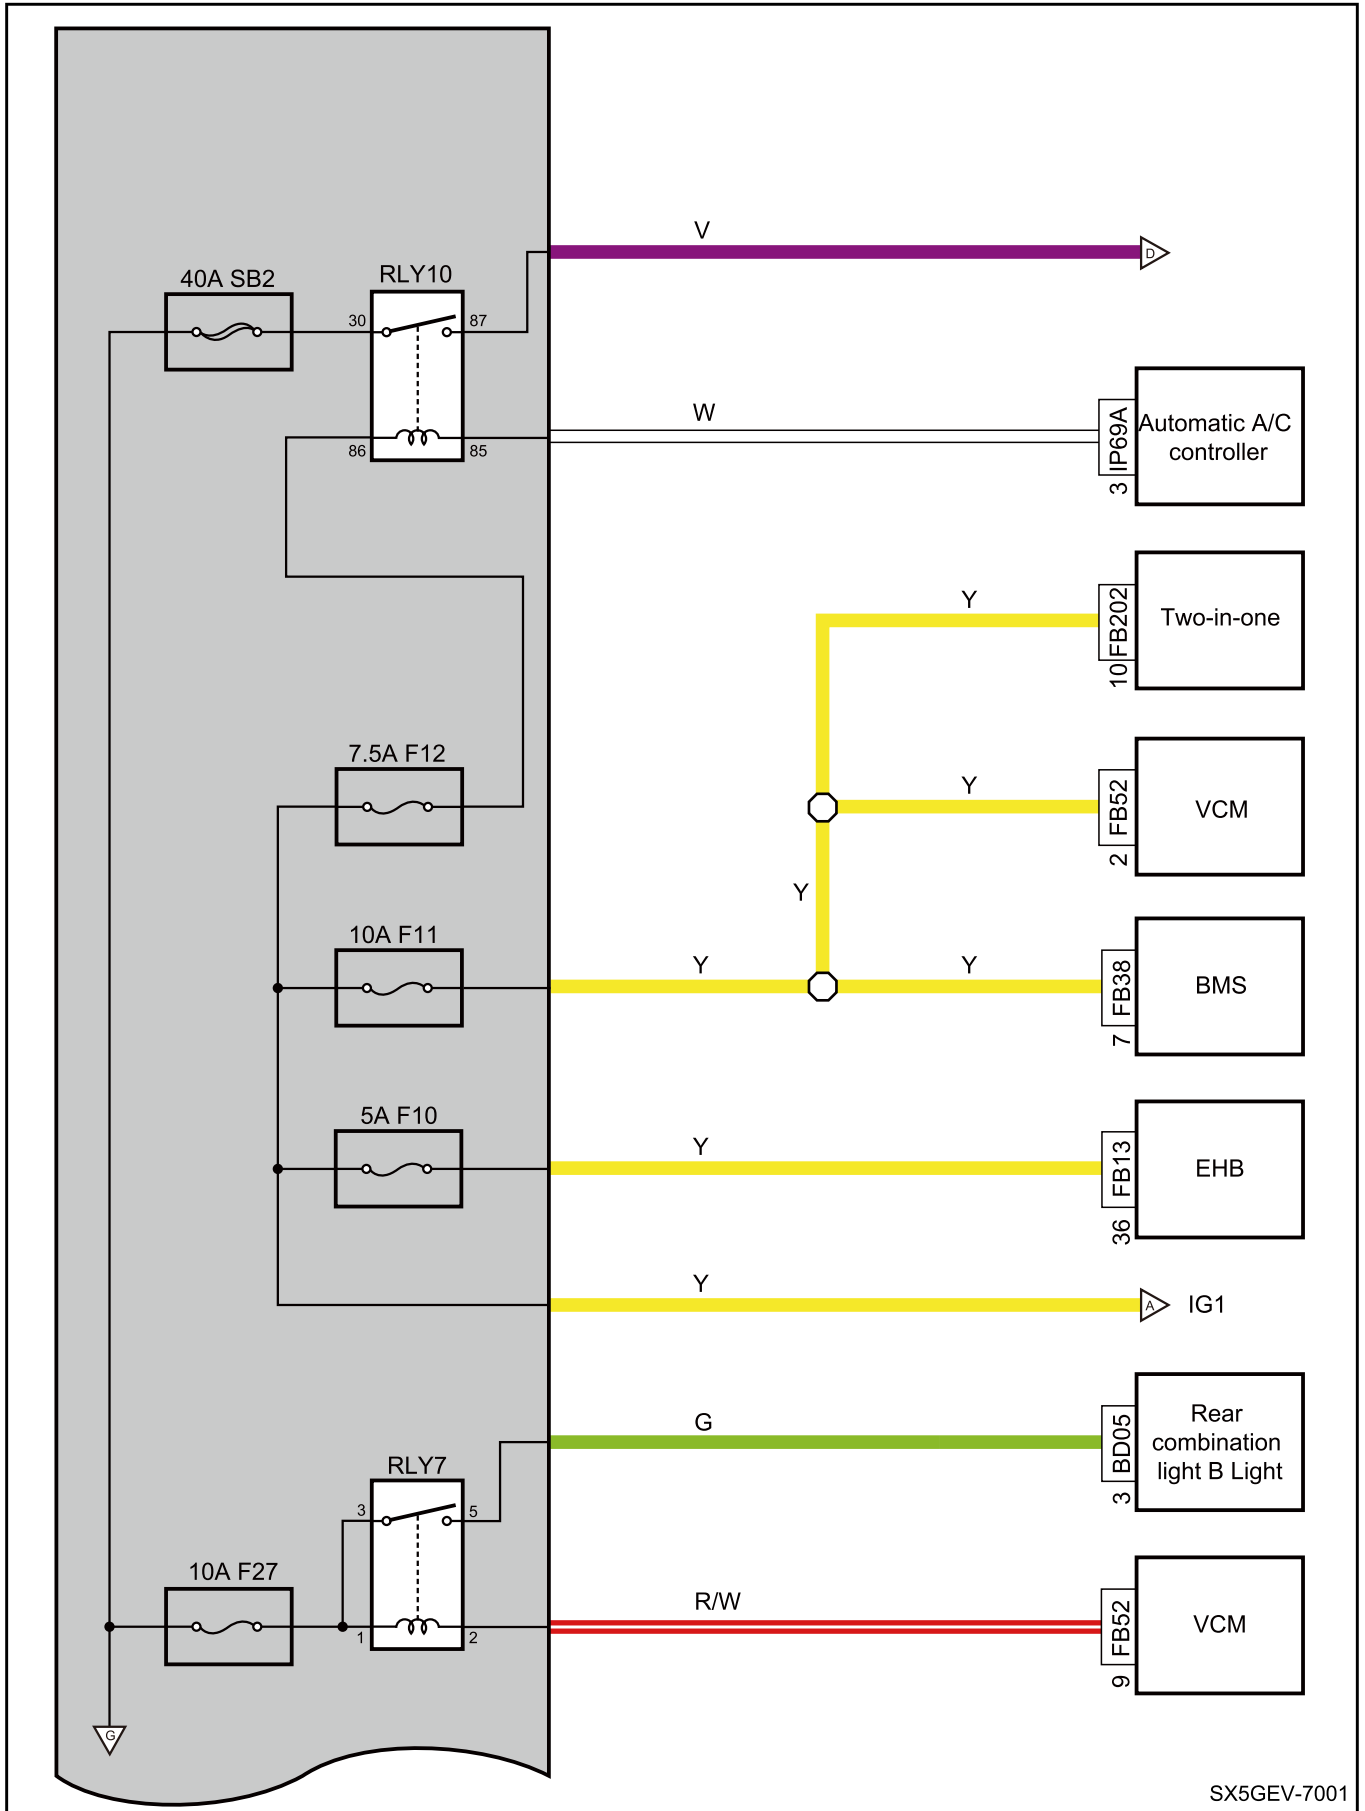 V
D
40A SB2
RLY10
30
87
86
85
W
IP69A
3
Automatic A/C
controller
Y
FB202
10
Two-in-one
7.5A F12
Y
FB52
2
VCM
Y
10A F11
Y
Y
FB38
7
BMS
5A F10
Y
FB13
36
EHB
Y
A
IG1
G
BD05
3
Rear
combination
light B Light
RLY7
3
5
1
2
10A F27
R/W
FB52
9
VCM
G
SX5GEV-7001